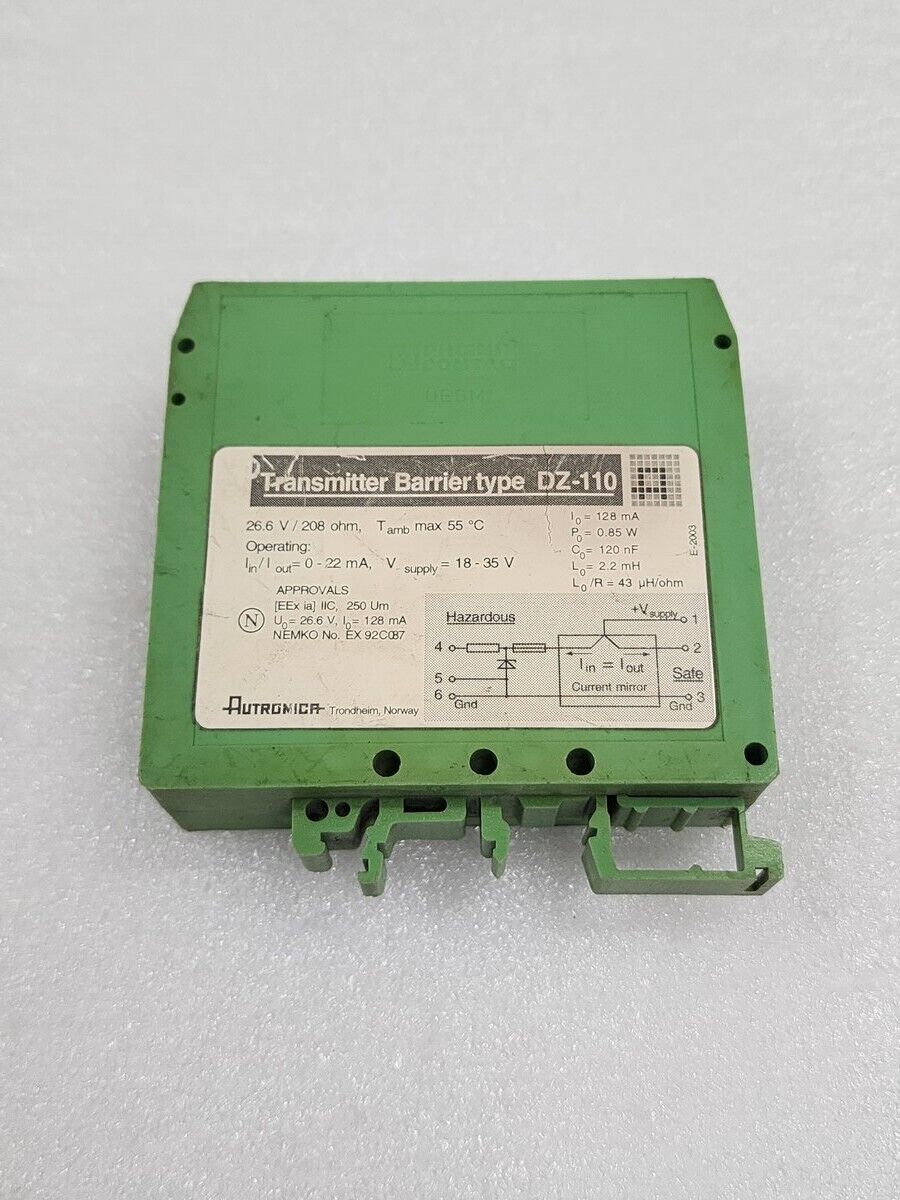 Transmitter Barrier type DZ-110
26.6 V / 208 ohm, Tamb max 55 °C
Operating:
Iin/Iout= 0 - 22 mA, Vsupply = 18 - 35 V
APPROVALS
[EEx ia] IIC, 250 Um
N
U0= 26.6 V, I0= 128 mA
NEMKO No. EX 92C087
AUTRONICA Trondheim, Norway
I0= 128 mA
P0= 0.85 W
C0= 120 nF
L0= 2.2 mH
L0/R = 43 µH/ohm
E-2003
Hazardous
+Vsupply 1
4
2
Iin = Iout
5
Safe
Current mirror
6
3
Gnd
Gnd